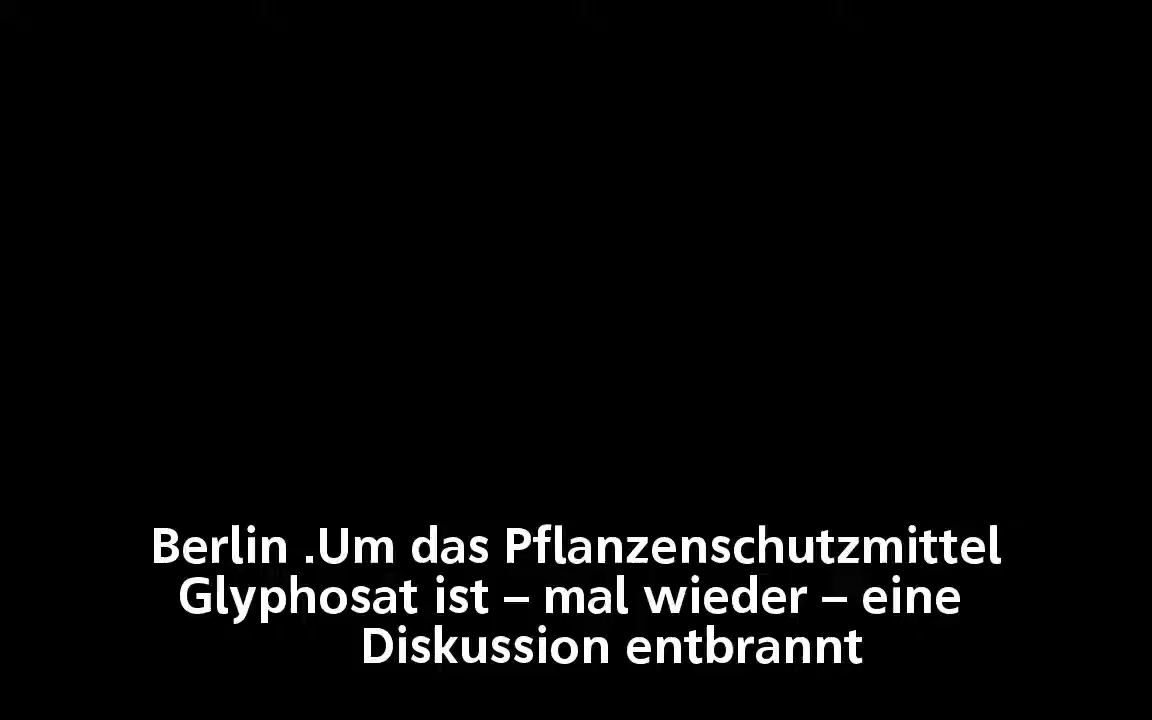 Berlin .Um das Pflanzenschutzmittel
Glyphosat ist – mal wieder – eine
Diskussion entbrannt